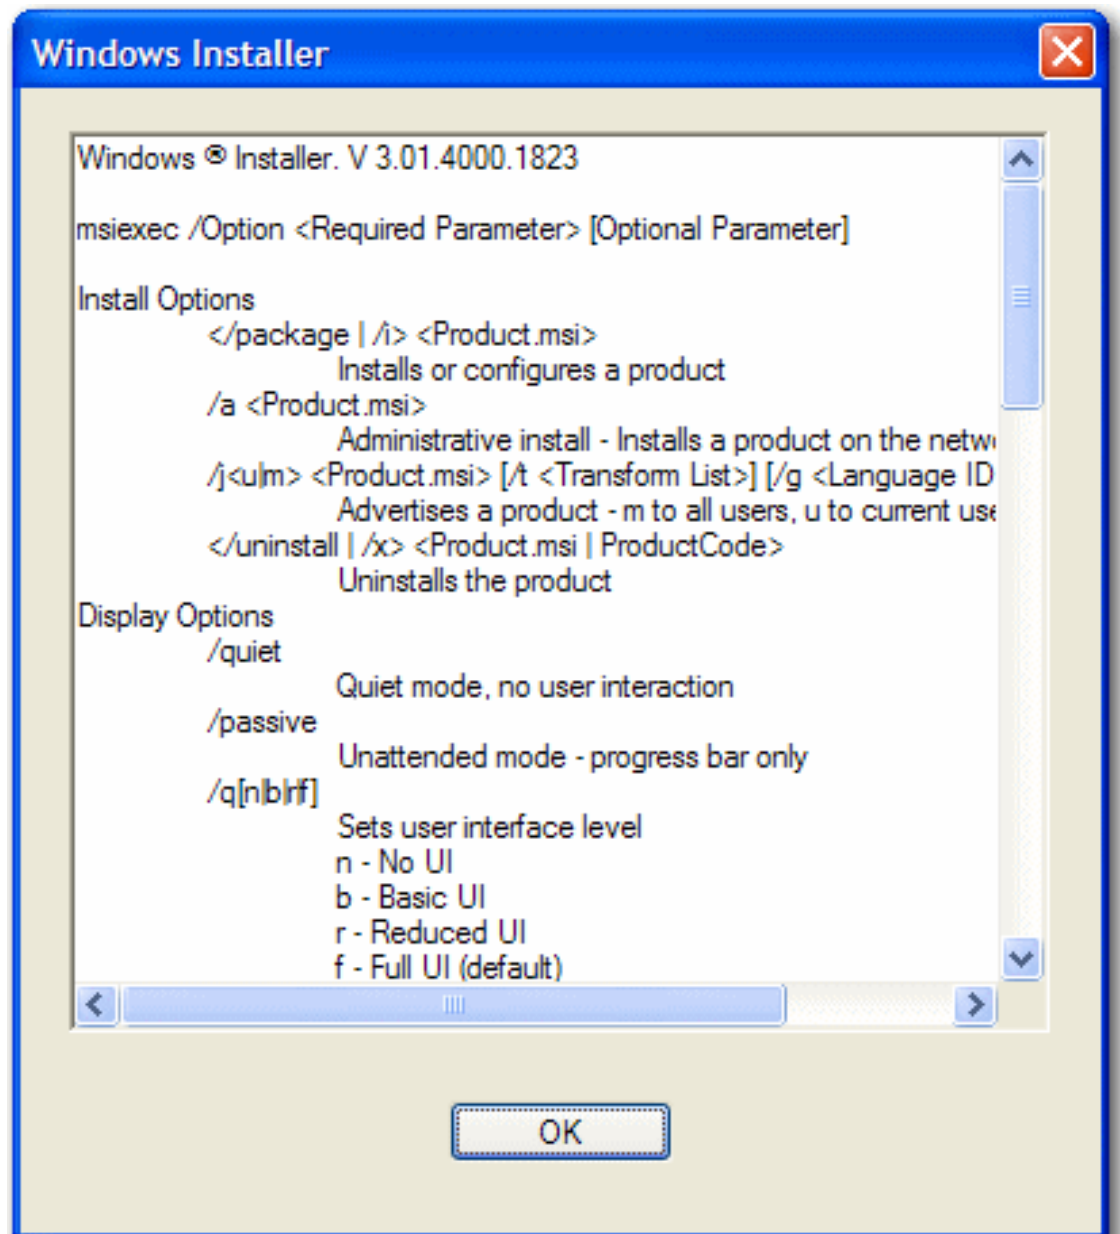 Windows Installer
Windows ® Installer. V 3.01.4000.1823
msiexec /Option <Required Parameter> [Optional Parameter]
Install Options
</package | /i> <Product.msi>
Installs or configures a product
/a <Product.msi>
Administrative install - Installs a product on the netw
/j<u|m> <Product.msi> [/t <Transform List>] [/g <Language ID
Advertises a product - m to all users, u to current use
</uninstall | /x> <Product.msi | ProductCode>
Uninstalls the product
Display Options
/quiet
Quiet mode, no user interaction
/passive
Unattended mode - progress bar only
/q[n|b|r|f]
Sets user interface level
n - No UI
b - Basic UI
r - Reduced UI
f - Full UI (default)
OK